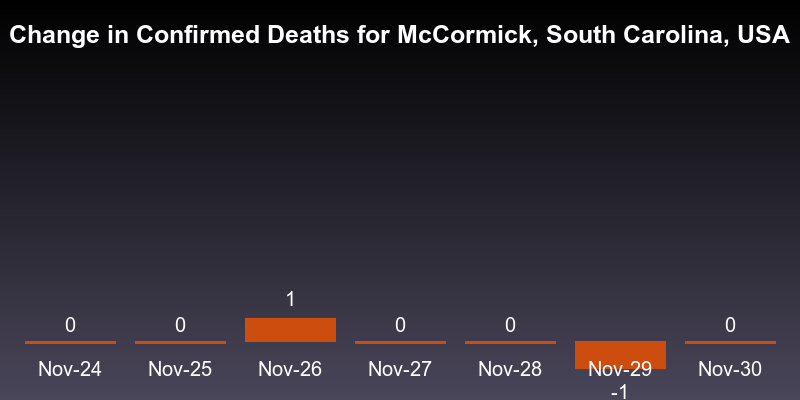 Change in Confirmed Deaths for McCormick, South Carolina, USA
1
0 0 0 0 0
Nov-24 Nov-25 Nov-26 Nov-27 Nov-28 Nov-29 Nov-30
-1